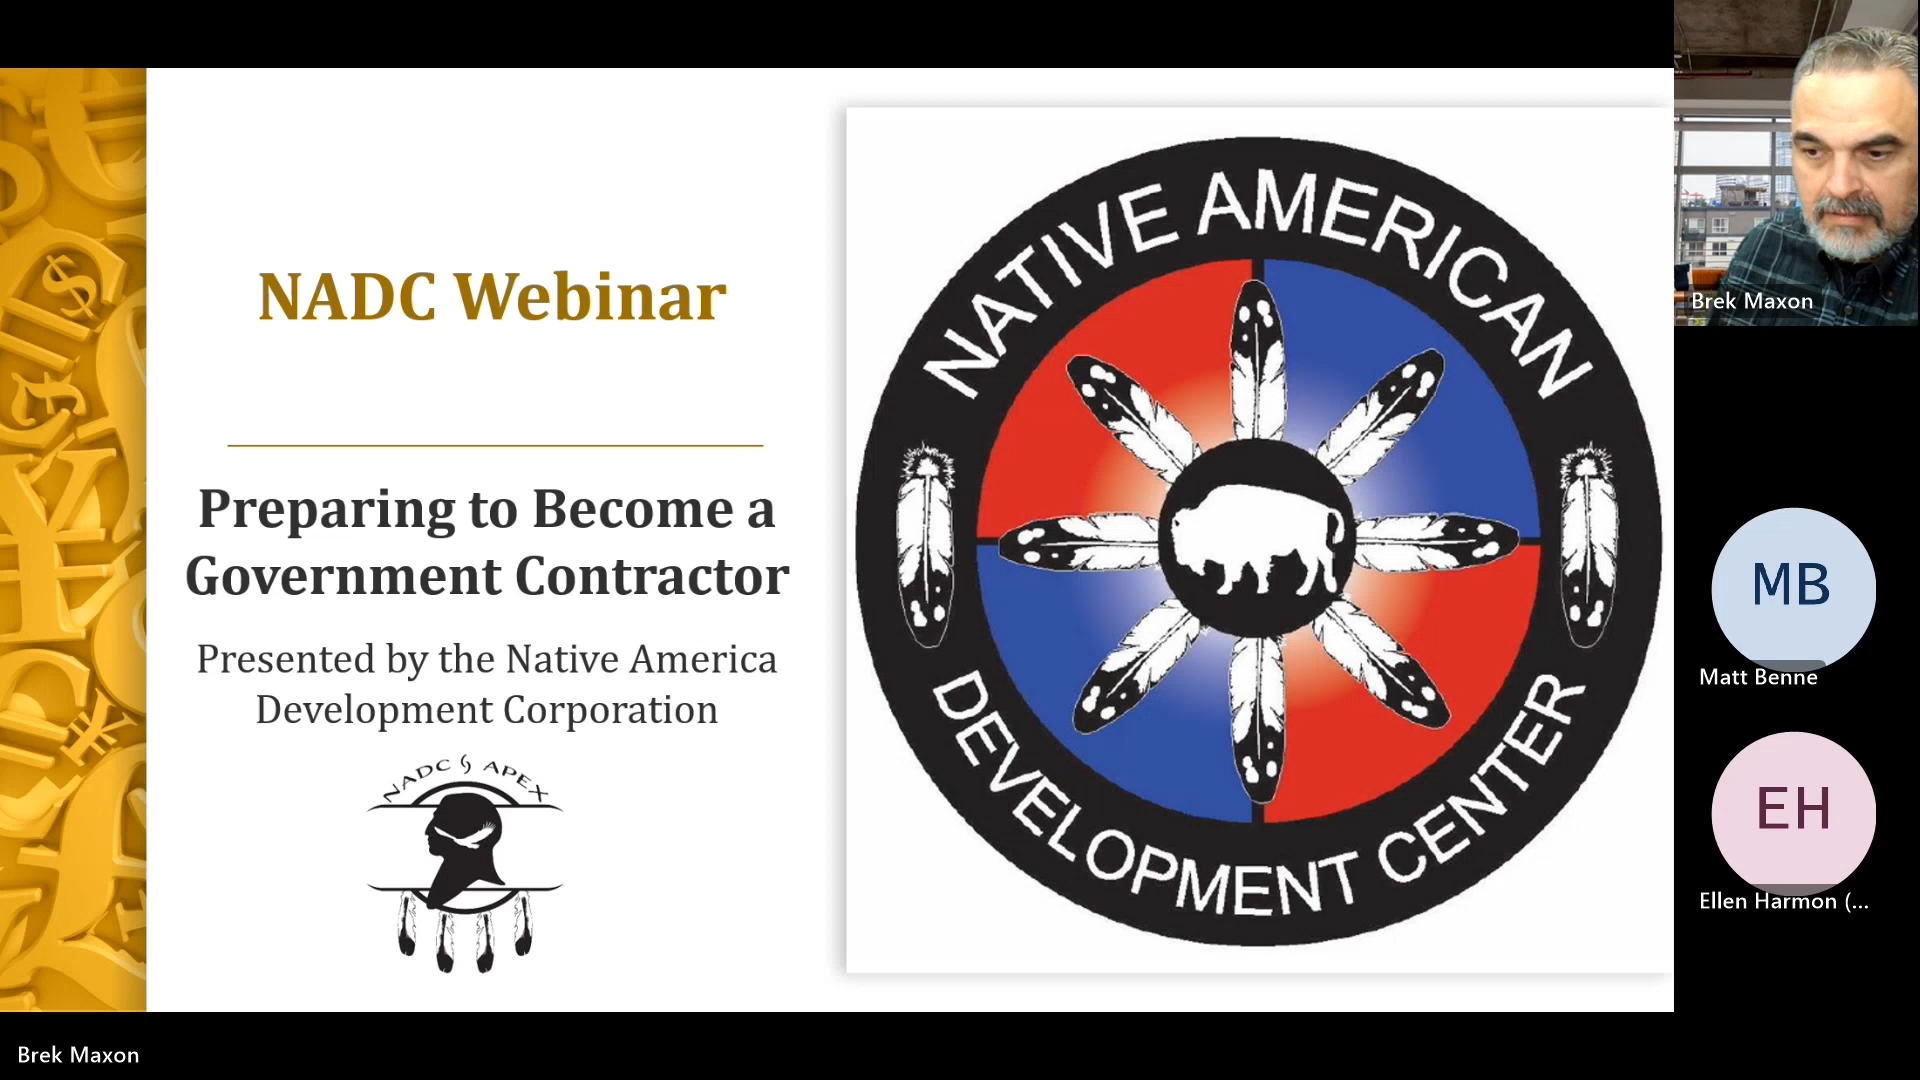 NADC Webinar
Preparing to Become a
Government Contractor
Presented by the Native America
Development Corporation
NADC APEX
NATIVE AMERICAN
DEVELOPMENT CENTER
Brek Maxon
MB
Matt Benne
EH
Ellen Harmon (...
Brek Maxon